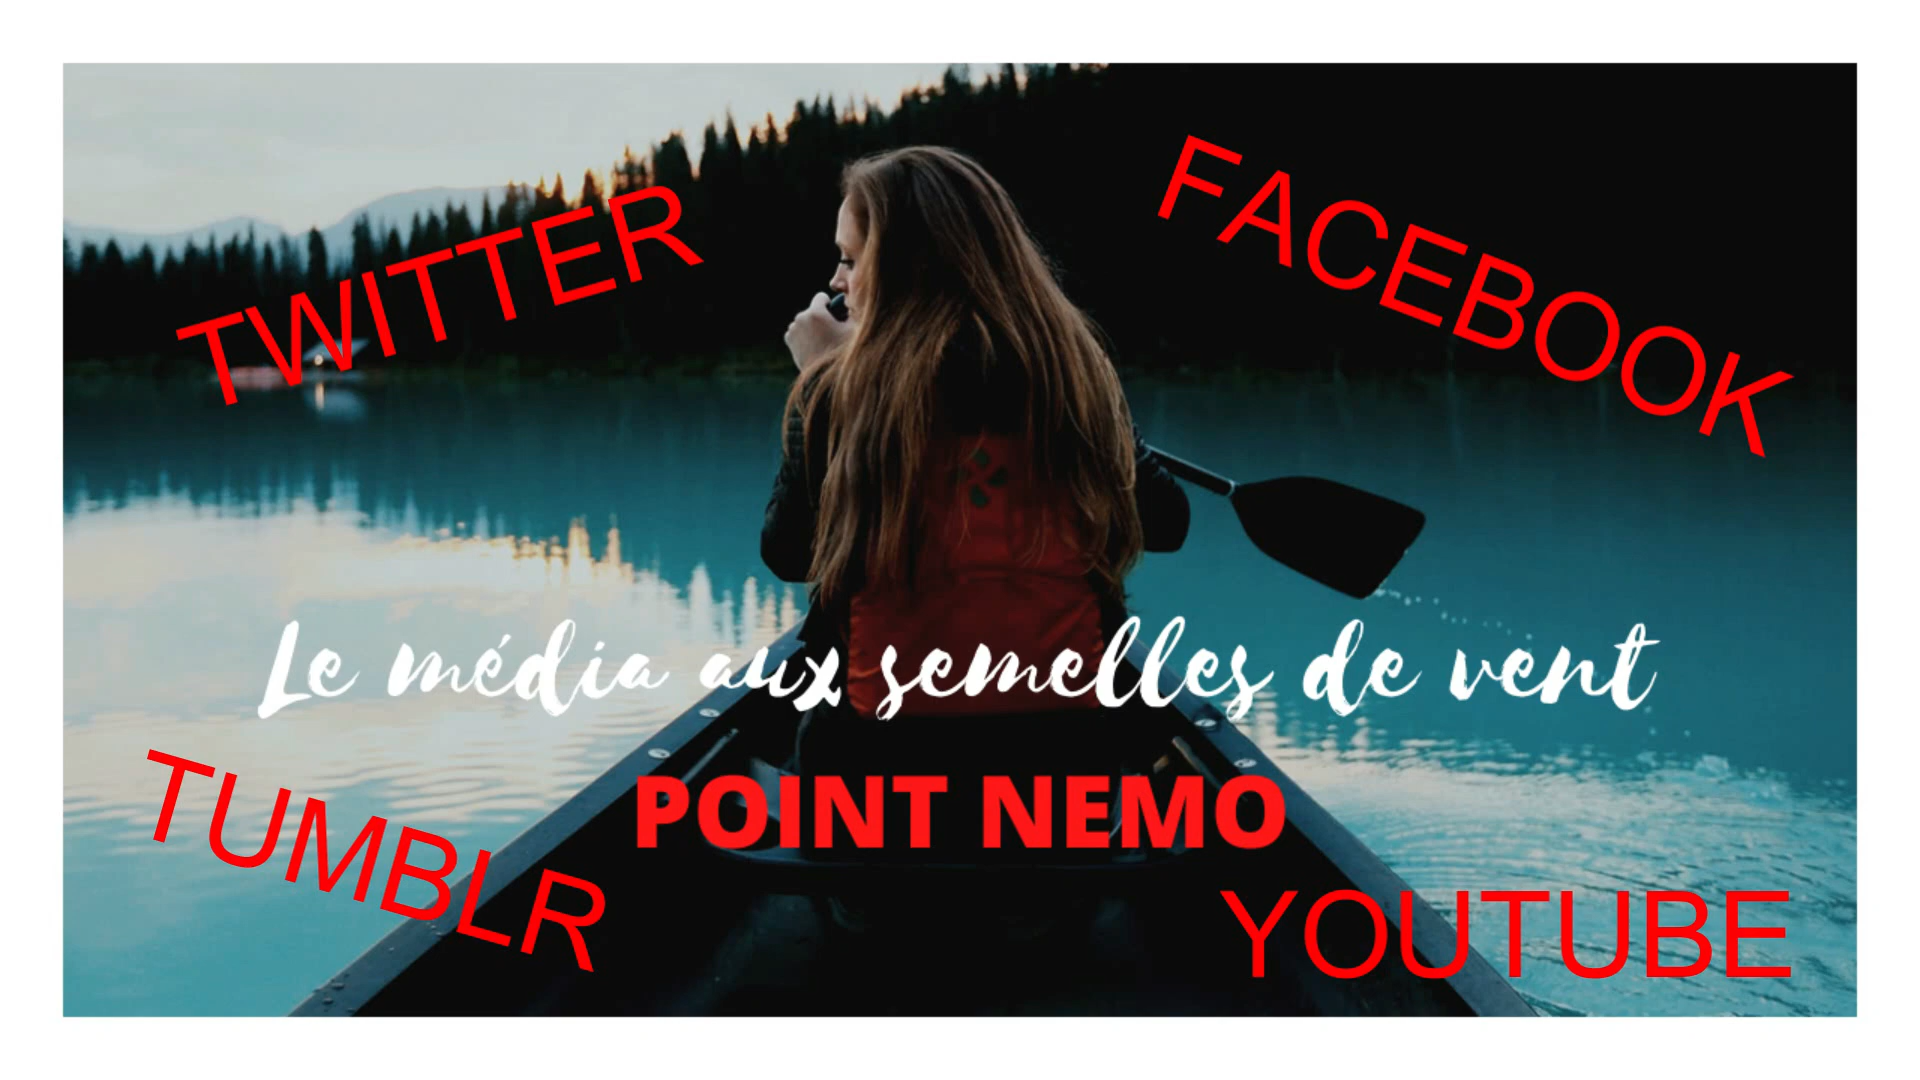 TWITTER
FACEBOOK
Le média aux semelles de vent
POINT NEMO
TUMBLR
YOUTUBE